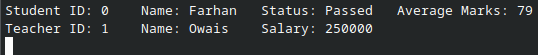 Student ID: 0    Name: Farhan   Status: Passed   Average Marks: 79
Teacher ID: 1    Name: Owais    Salary: 250000